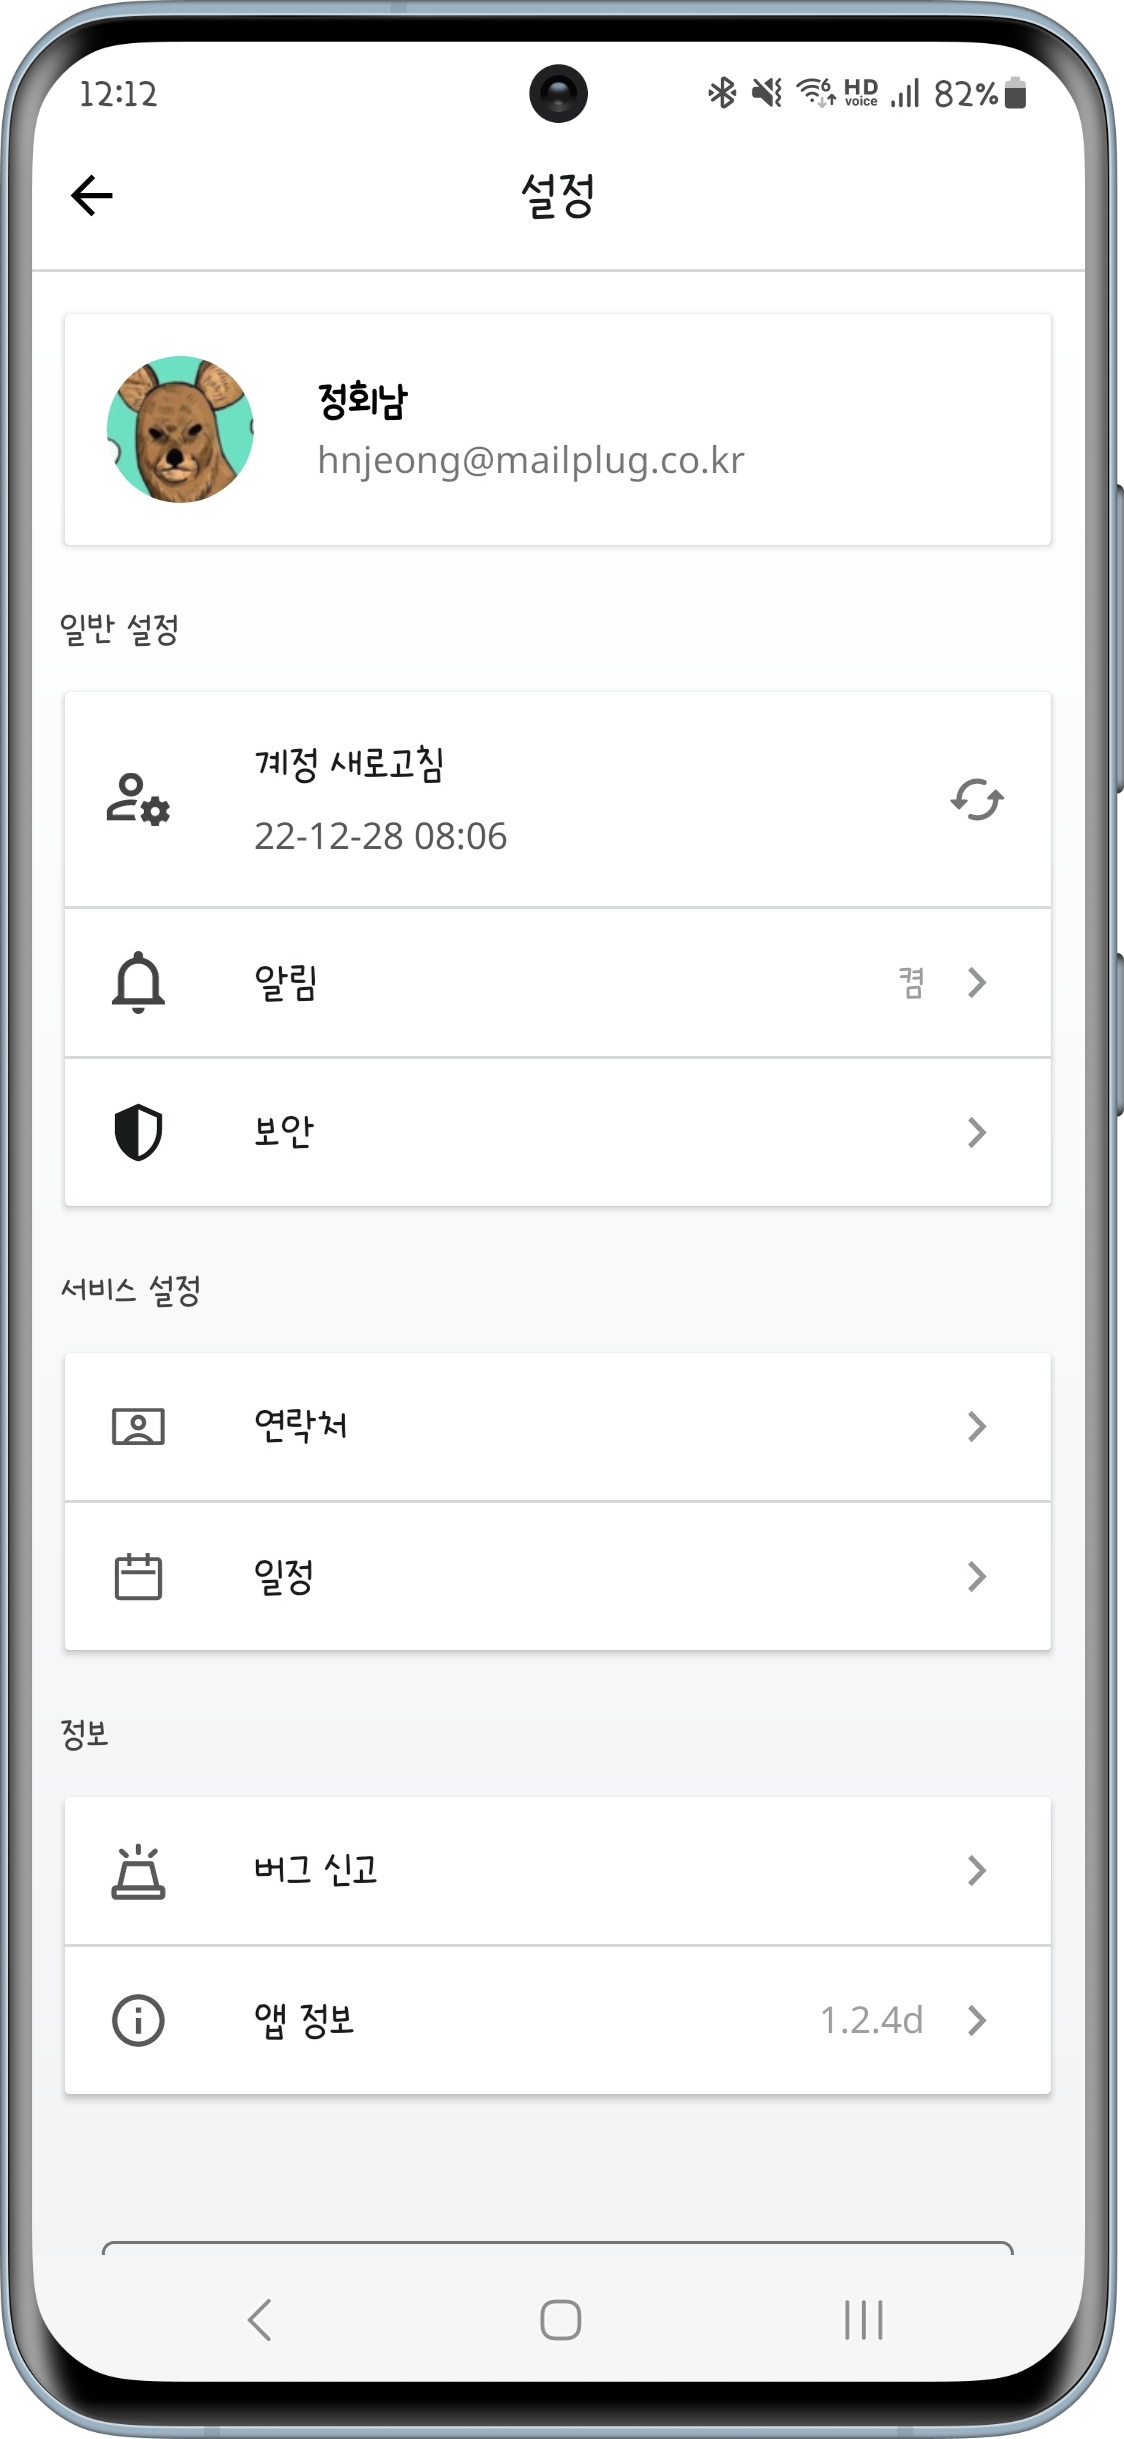 12:12
6 HD voice 82%
설정
정회남
hnjeong@mailplug.co.kr
일반 설정
계정 새로고침
22-12-28 08:06
알림 켬
보안
서비스 설정
연락처
일정
정보
버그 신고
앱 정보 1.2.4d